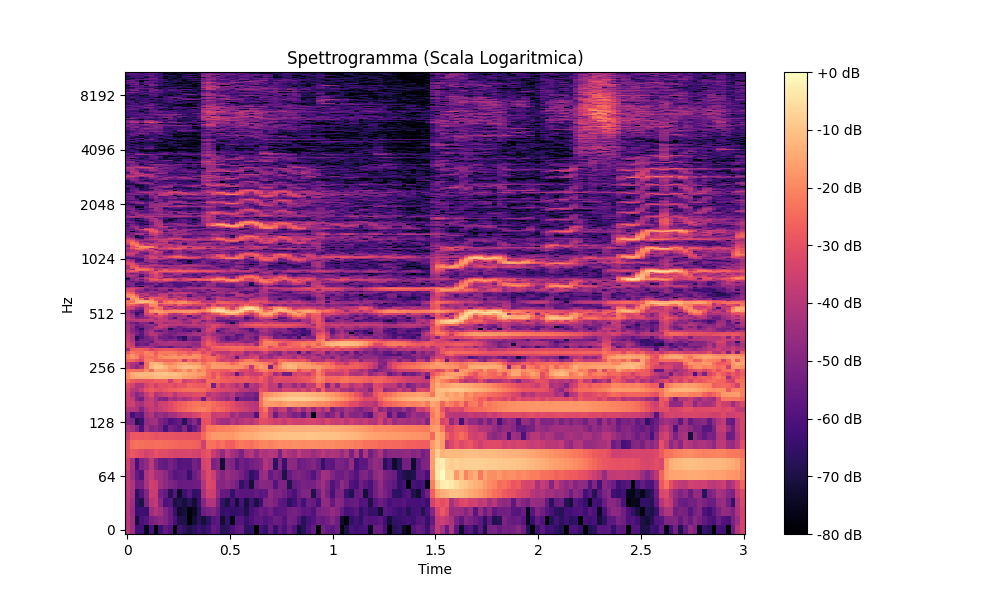 Spettrogramma (Scala Logaritmica)
8192
4096
2048
1024
512
256
128
64
0
Hz
0
0.5
1
1.5
2
2.5
3
Time
+0 dB
-10 dB
-20 dB
-30 dB
-40 dB
-50 dB
-60 dB
-70 dB
-80 dB